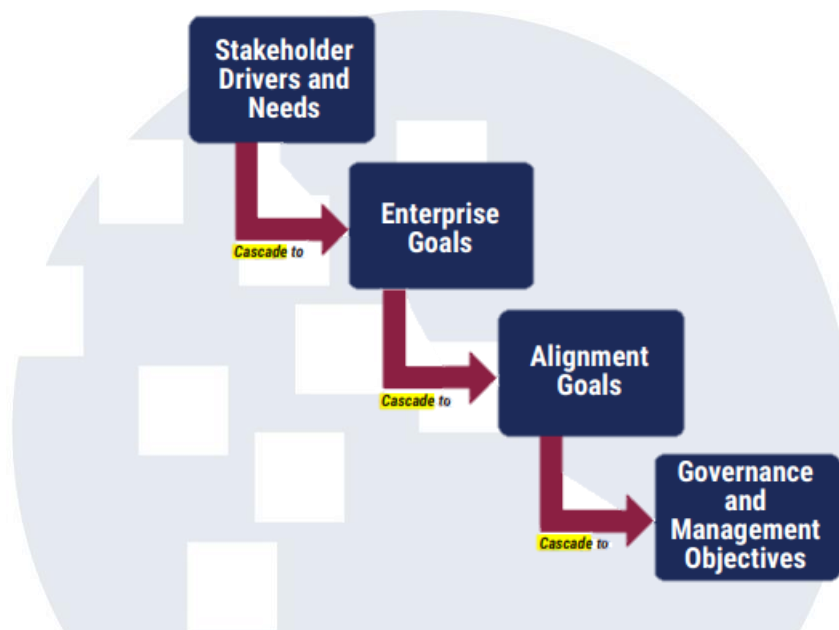 Stakeholder
Drivers and
Needs
Cascade to
Enterprise
Goals
Cascade to
Alignment
Goals
Cascade to
Governance
and
Management
Objectives